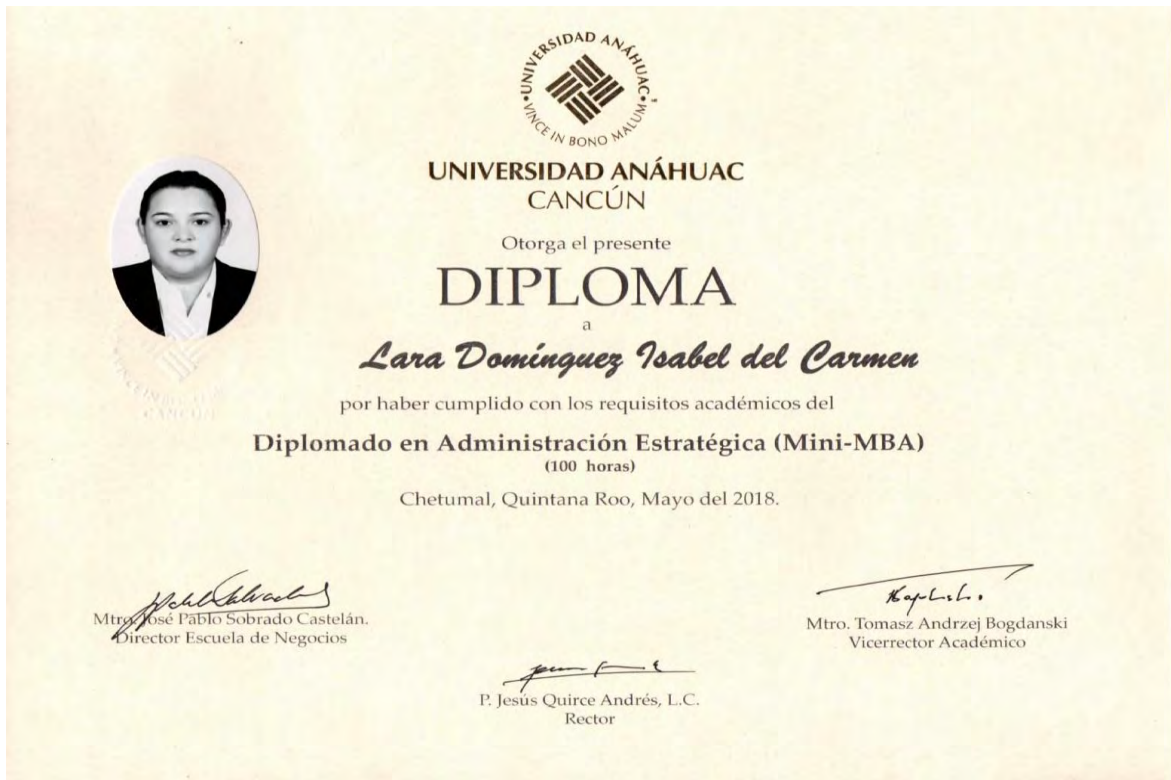 UNIVERSIDAD ANÁHUAC
VINCE IN BONO MALUM
UNIVERSIDAD ANÁHUAC
CANCÚN
Otorga el presente
DIPLOMA
a
Lara Domínguez Isabel del Carmen
por haber cumplido con los requisitos académicos del
Diplomado en Administración Estratégica (Mini-MBA)
(100 horas)
Chetumal, Quintana Roo, Mayo del 2018.
CANCÚN
Mtro. José Pablo Sobrado Castelán.
Director Escuela de Negocios
Mtro. Tomasz Andrzej Bogdanski
Vicerrector Académico
P. Jesús Quirce Andrés, L.C.
Rector